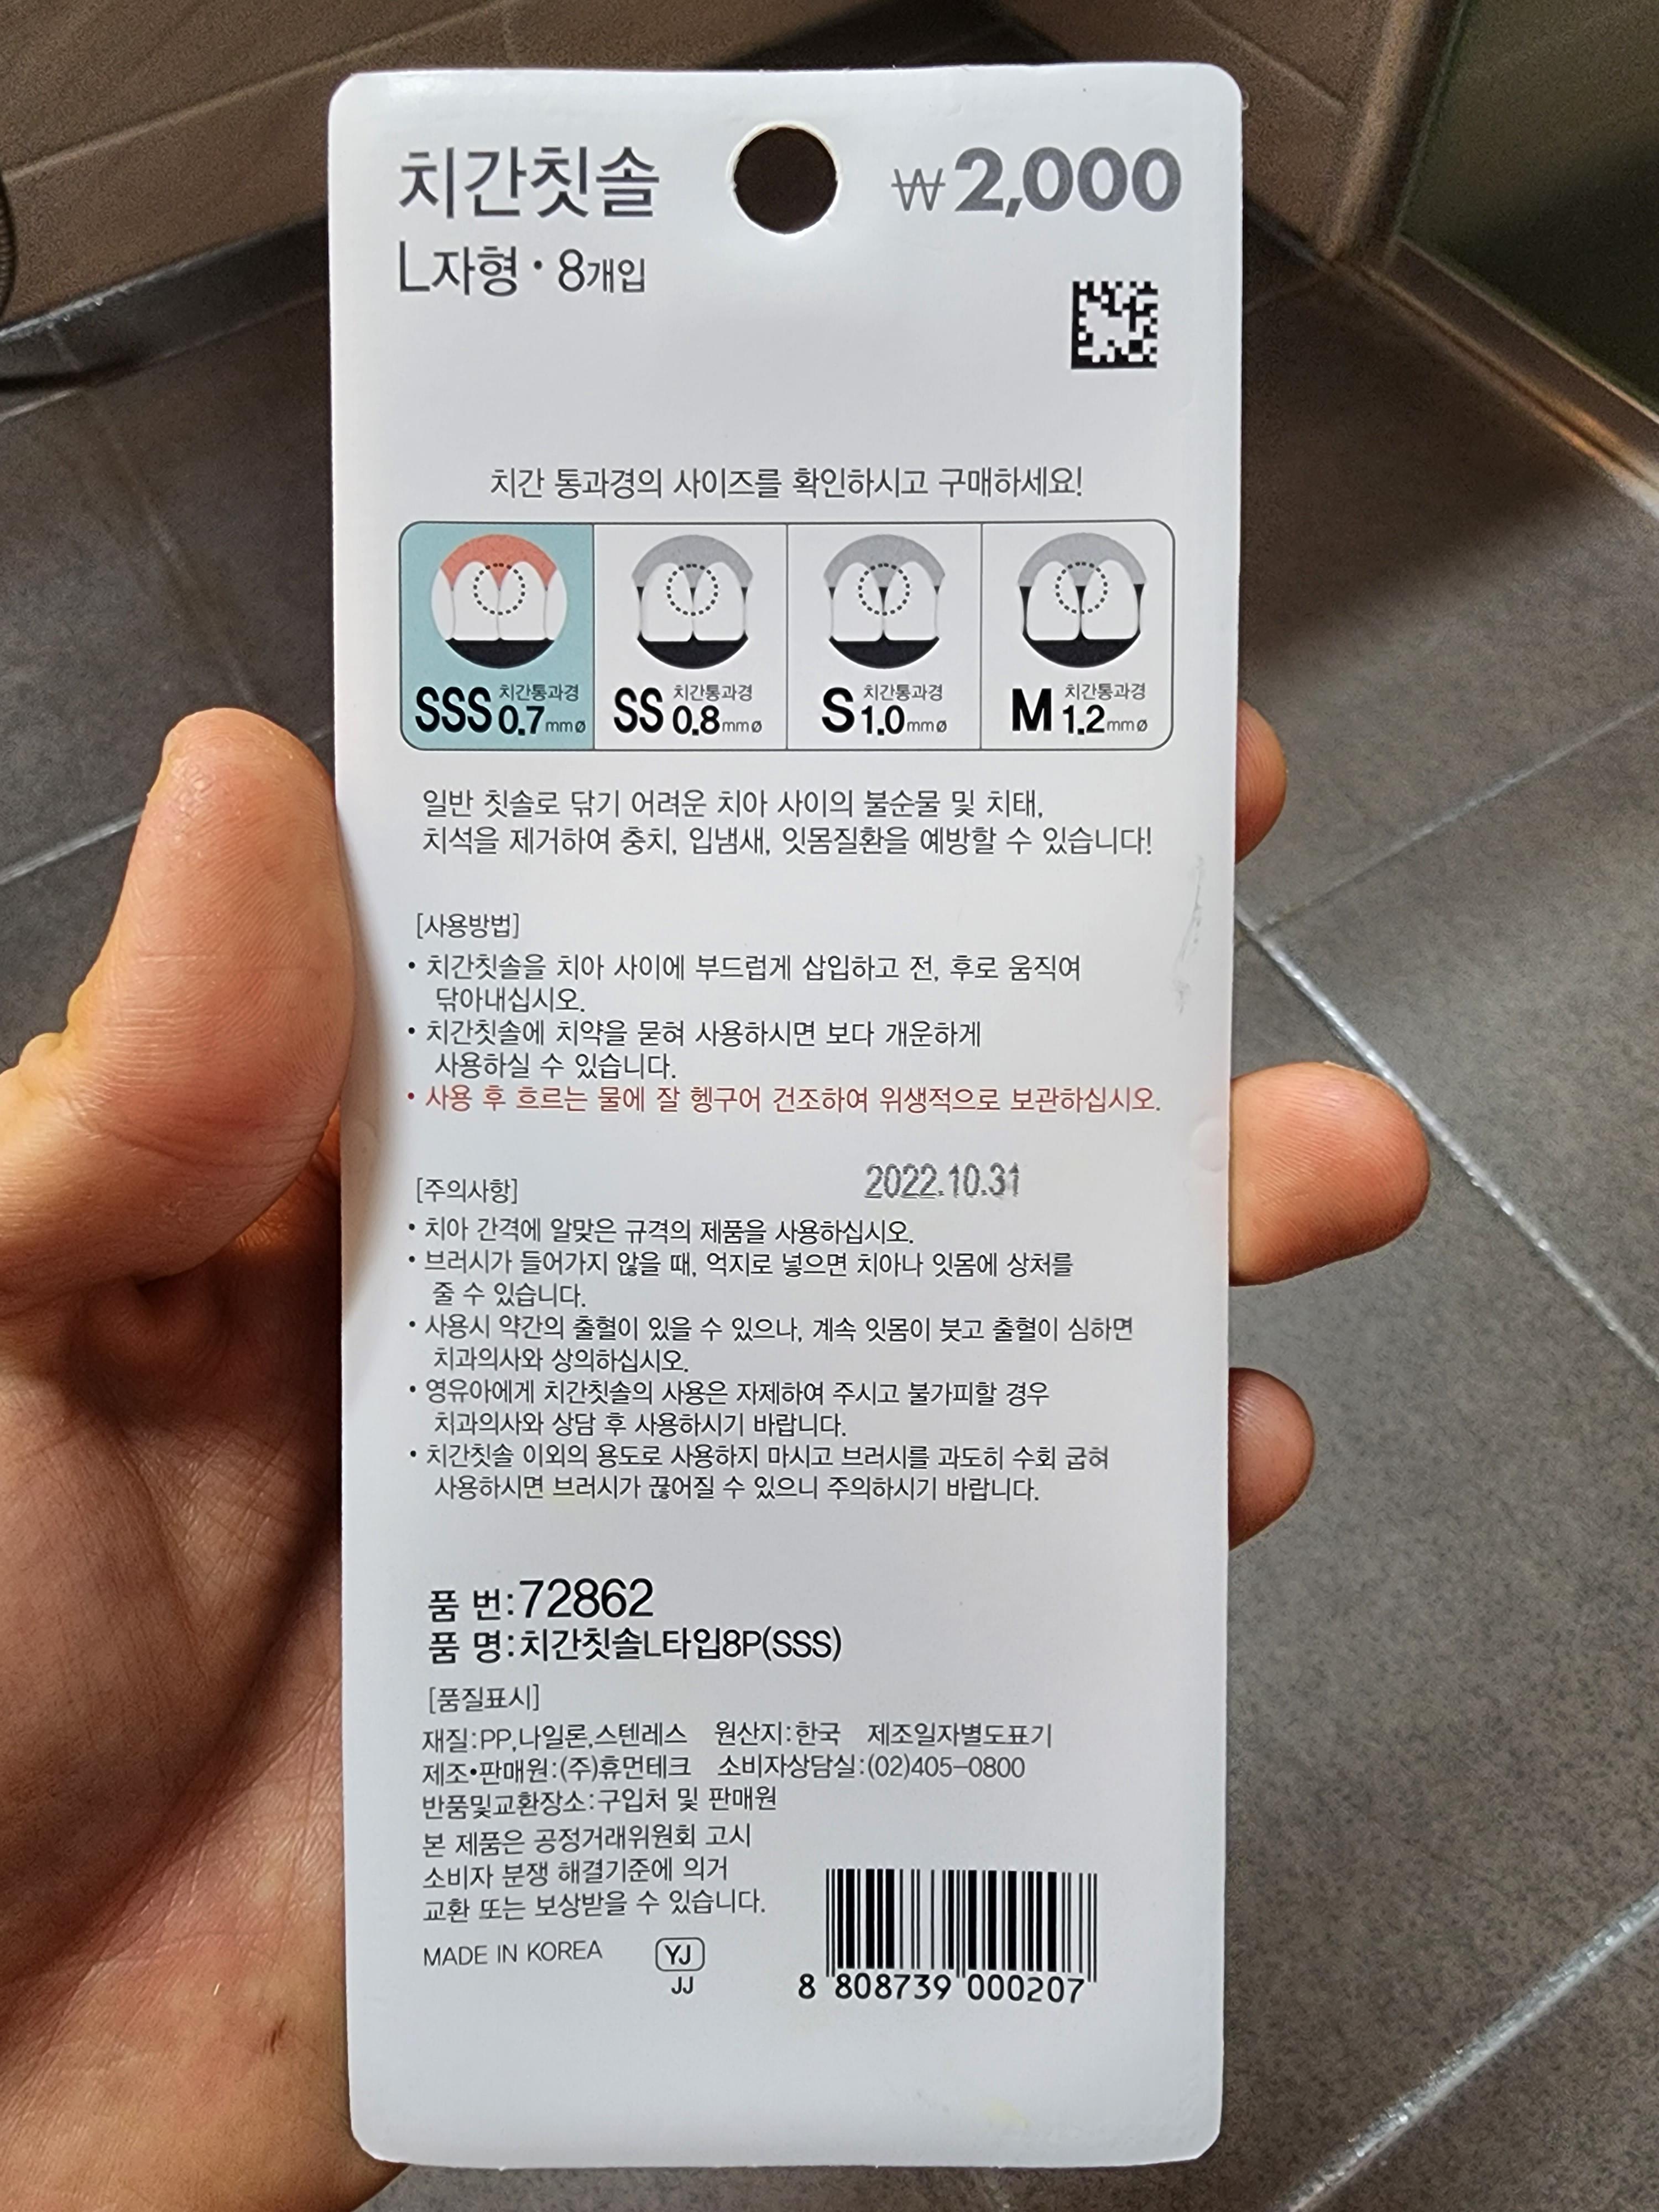 치간칫솔
₩2,000
L자형 · 8개입
치간 통과경의 사이즈를 확인하시고 구매하세요!
SSS 치간통과경 0.7mmø
SS 치간통과경 0.8mmø
S 치간통과경 1.0mmø
M 치간통과경 1.2mmø
일반 칫솔로 닦기 어려운 치아 사이의 불순물 및 치태,
치석을 제거하여 충치, 입냄새, 잇몸질환을 예방할 수 있습니다!
[사용방법]
• 치간칫솔을 치아 사이에 부드럽게 삽입하고 전, 후로 움직여
닦아내십시오.
• 치간칫솔에 치약을 묻혀 사용하시면 보다 개운하게
사용하실 수 있습니다.
• 사용 후 흐르는 물에 잘 헹구어 건조하여 위생적으로 보관하십시오.
2022.10.31
[주의사항]
• 치아 간격에 알맞은 규격의 제품을 사용하십시오.
• 브러시가 들어가지 않을 때, 억지로 넣으면 치아나 잇몸에 상처를
줄 수 있습니다.
• 사용시 약간의 출혈이 있을 수 있으나, 계속 잇몸이 붓고 출혈이 심하면
치과의사와 상의하십시오.
• 영유아에게 치간칫솔의 사용은 자제하여 주시고 불가피할 경우
치과의사와 상담 후 사용하시기 바랍니다.
• 치간칫솔 이외의 용도로 사용하지 마시고 브러시를 과도히 수회 굽혀
사용하시면 브러시가 끊어질 수 있으니 주의하시기 바랍니다.
품 번:72862
품 명:치간칫솔L타입8P(SSS)
[품질표시]
재질:PP,나일론,스텐레스 원산지:한국 제조일자별도표기
제조•판매원:(주)휴먼테크 소비자상담실:(02)405-0800
반품및교환장소:구입처 및 판매원
본 제품은 공정거래위원회 고시
소비자 분쟁 해결기준에 의거
교환 또는 보상받을 수 있습니다.
MADE IN KOREA
YJ
JJ
8 808739 000207